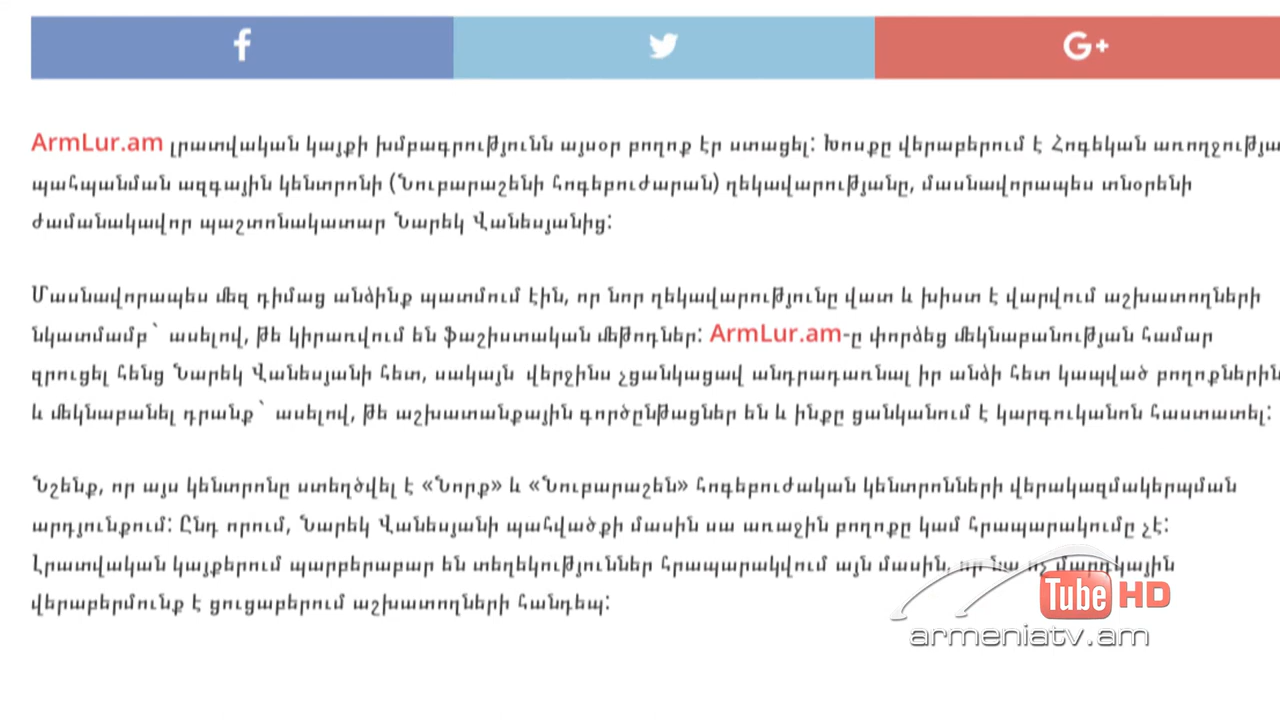 f
G+
ArmLur.am լրատվական կայքի խմբագրությունն այսօր բողոք էր ստացել: Խոսքը վերաբերում է Հոգեկան
պահպանման ազգային կենտրոնի (Նուբարաշենի հոգեբուժարան) ղեկավարությանը, մասնավորապես տնօրենի
ժամանակավոր պաշտոնակատար Նարեկ Վանեսյանից:
Մասնավորապես մեզ դիմաց անձինք պատմում էին, որ նոր ղեկավարությունը վատ և խիստ է վարվում աշխատողների
նկատմամբ` ասելով, թե կիրառվում են ֆաշիստական մեթոդներ: ArmLur.am-ը փորձեց մեկնաբանության համար
զրուցել հենց Նարեկ Վանեսյանի հետ, սակայն վերջինս չցանկացավ անդրադառնալ իր անձի հետ կապված բողոքներին
և մեկնաբանել դրանք` ասելով, թե աշխատանքային գործընթացներ են և ինքը ցանկանում է կարգուկանոն հաստատել:
Նշենք, որ այս կենտրոնը ստեղծվել է «Նորք» և «Նուբարաշեն» հոգեբուժական կենտրոնների վերակազմակերպման
արդյունքում: Ընդ որում, Նարեկ Վանեսյանի պահվածքի մասին սա առաջին բողոքը կամ հրապարակումը չէ:
Լրատվական կայքերում պարբերաբար են տեղեկություններ հրապարակվում այն մասին, որ նա ոչ մարդկային
վերաբերմունք է ցուցաբերում աշխատողների հանդեպ:
Tube HD
armeniatv.am